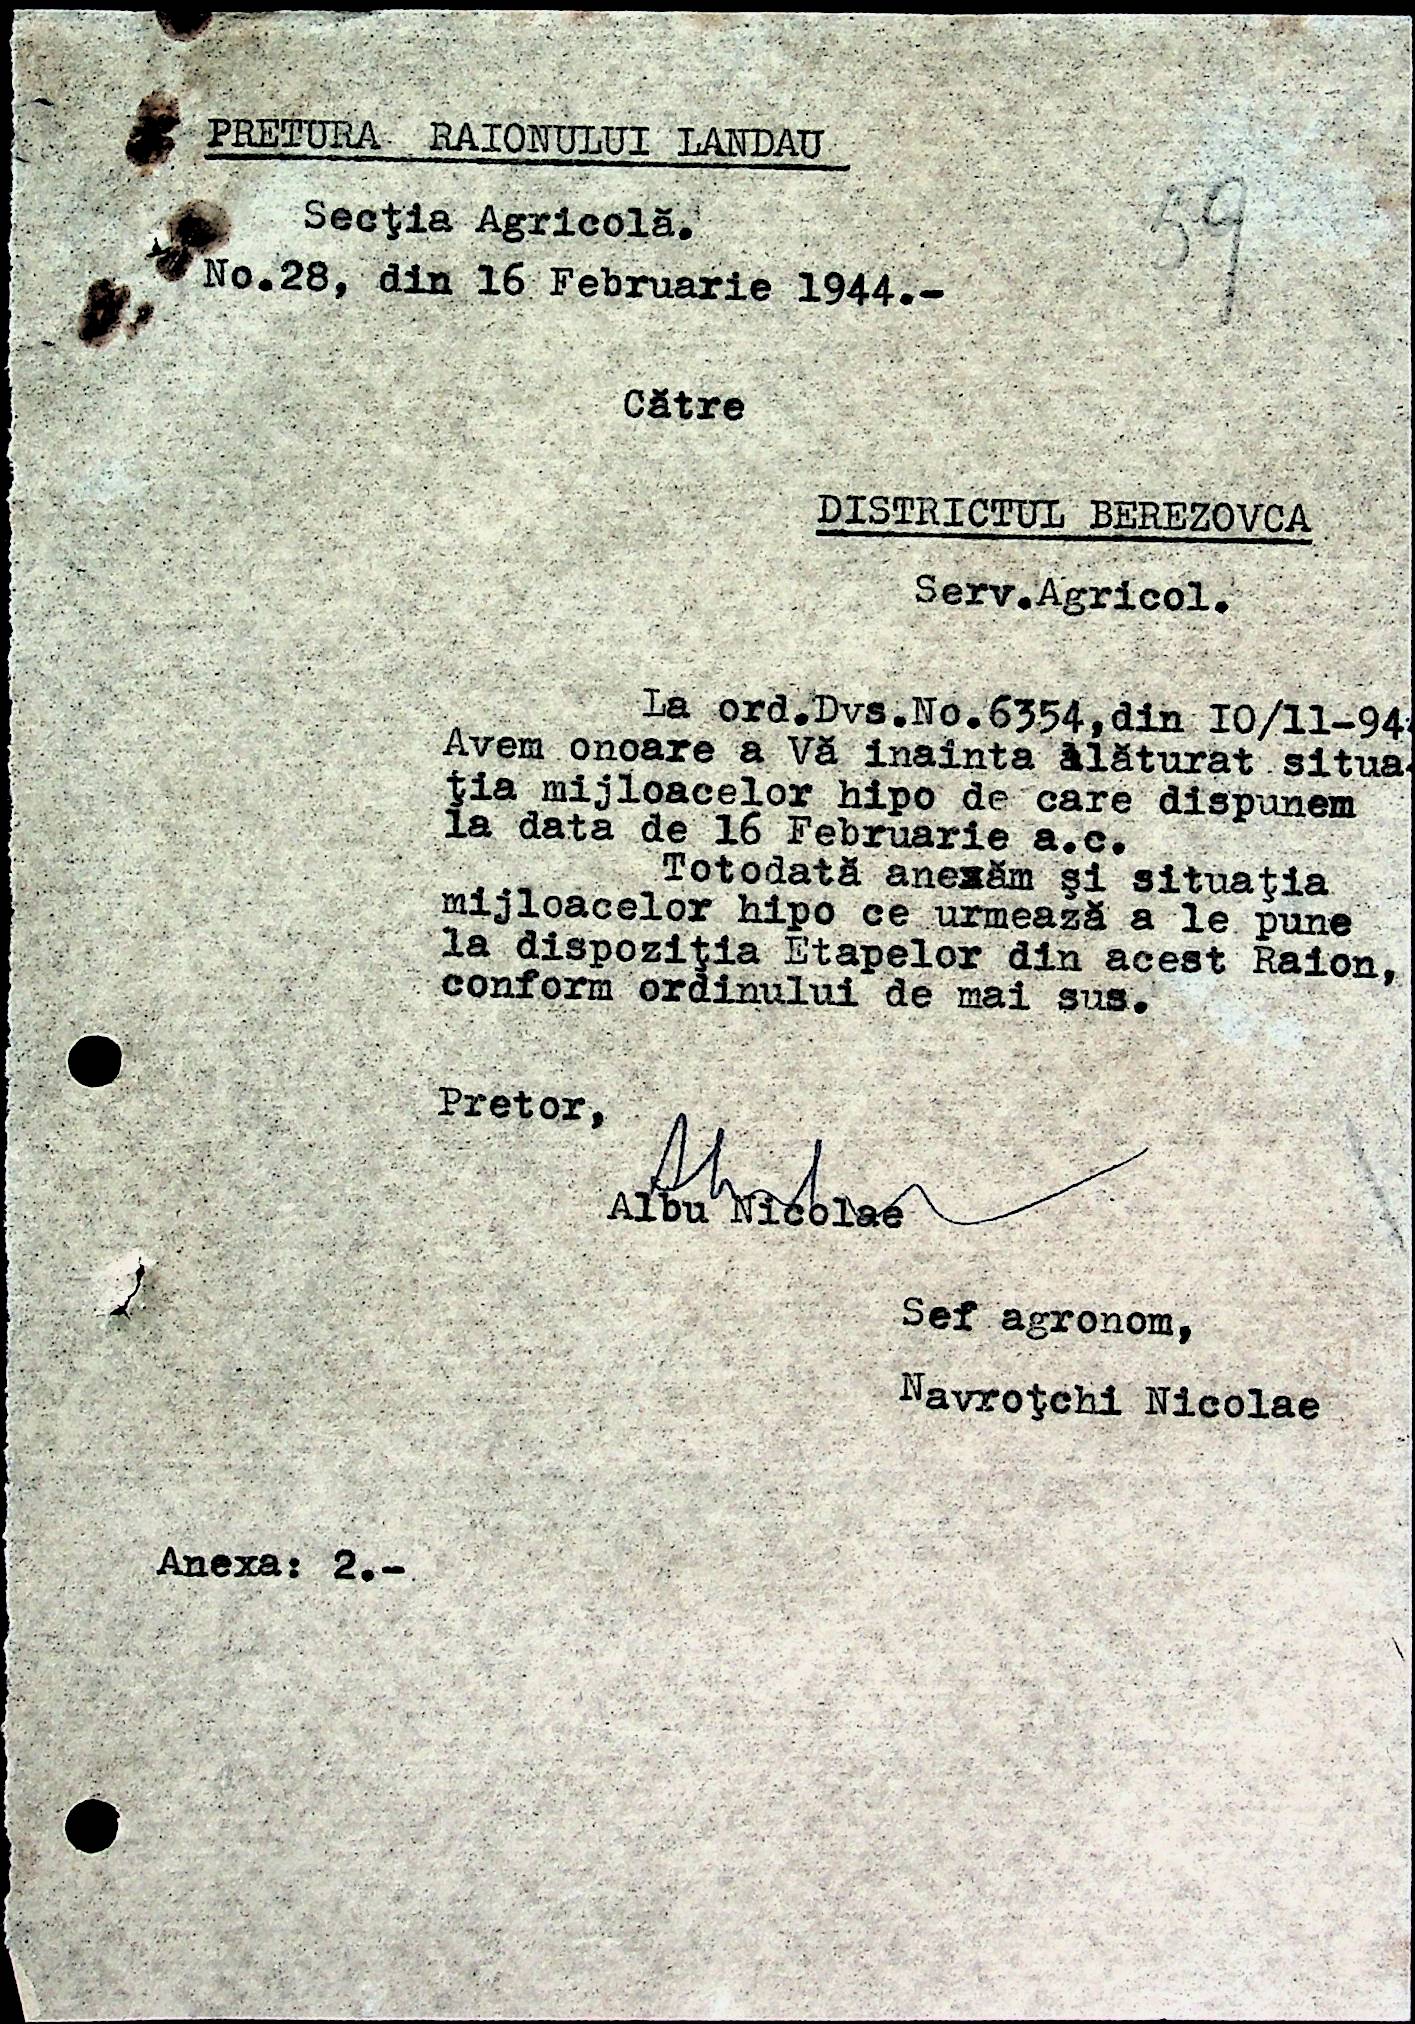 PRETURA RAIONULUI LANDAU
59
Secţia Agricolă.
No.28, din 16 Februarie 1944.-
Către
DISTRICTUL BEREZOVCA
Serv.Agricol.
La ord.Dvs.No.6354,din IO/11-94
Avem onoare a Vă inainta alăturat situa-
ţia mijloacelor hipo de care dispunem
la data de 16 Februarie a.c.
Totodată anexăm şi situaţia
mijloacelor hipo ce urmează a le pune
la dispoziţia Etapelor din acest Raion,
conform ordinului de mai sus.
Pretor,
Albu Nicolae
Sef agronom,
Navroţchi Nicolae
Anexa: 2.-